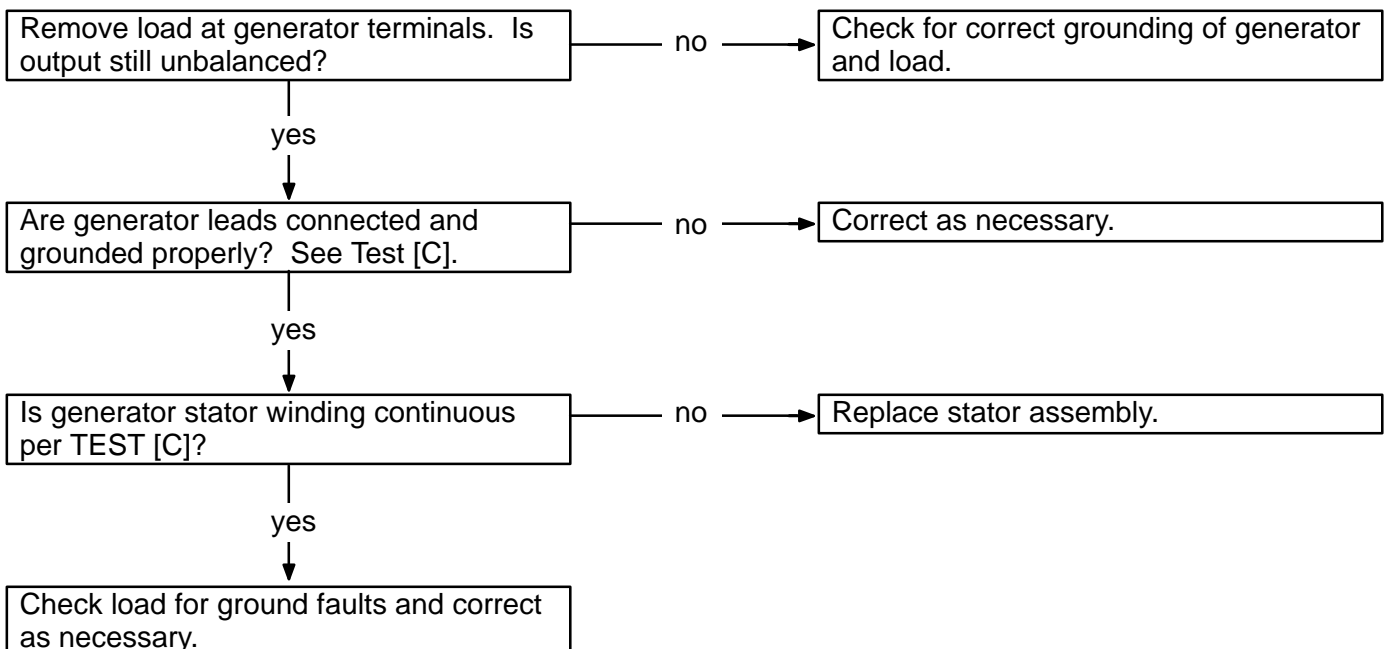 Remove load at generator terminals.  Is
output still unbalanced?
no
Check for correct grounding of generator
and load.
yes
Are generator leads connected and
grounded properly?  See Test [C].
no
Correct as necessary.
yes
Is generator stator winding continuous
per TEST [C]?
no
Replace stator assembly.
yes
Check load for ground faults and correct
as necessary.